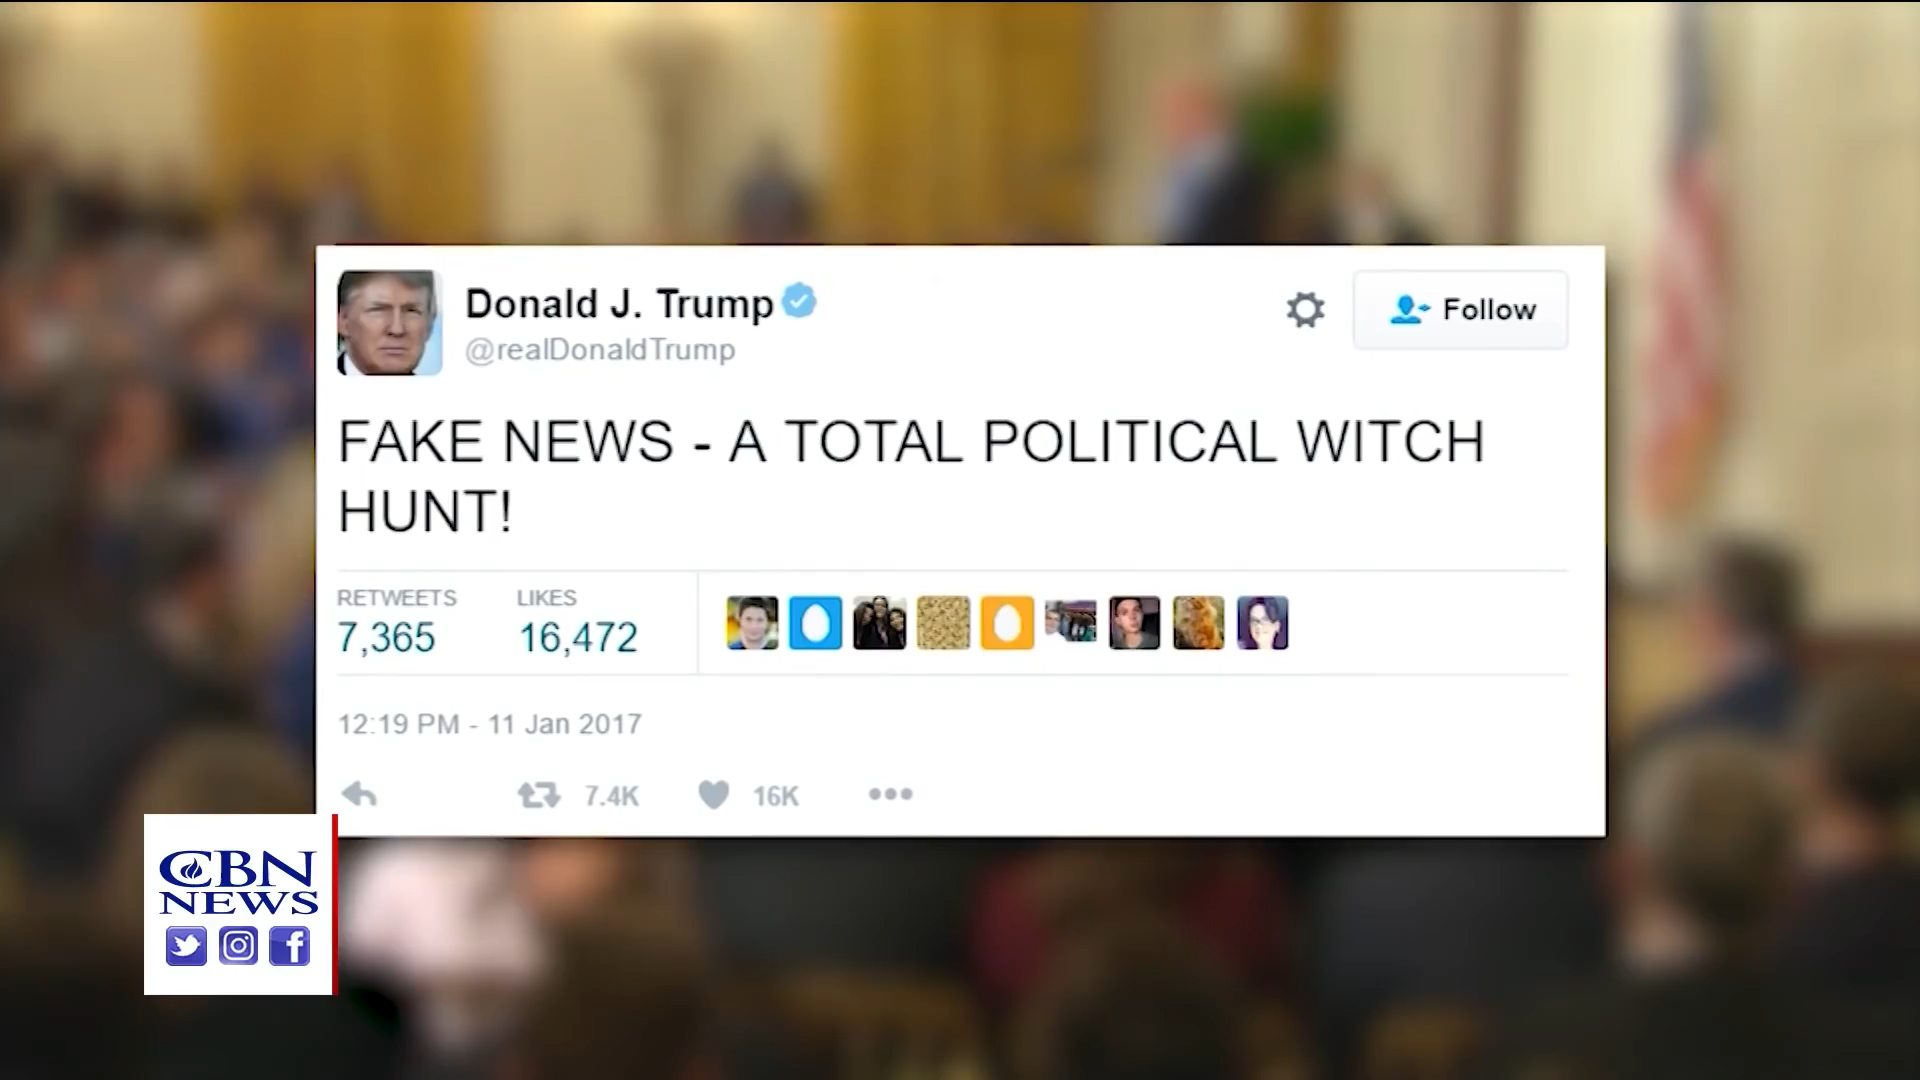 Donald J. Trump
@realDonaldTrump
Follow
FAKE NEWS - A TOTAL POLITICAL WITCH
HUNT!
RETWEETS
7,365
LIKES
16,472
12:19 PM - 11 Jan 2017
7.4K
16K
CBN
NEWS